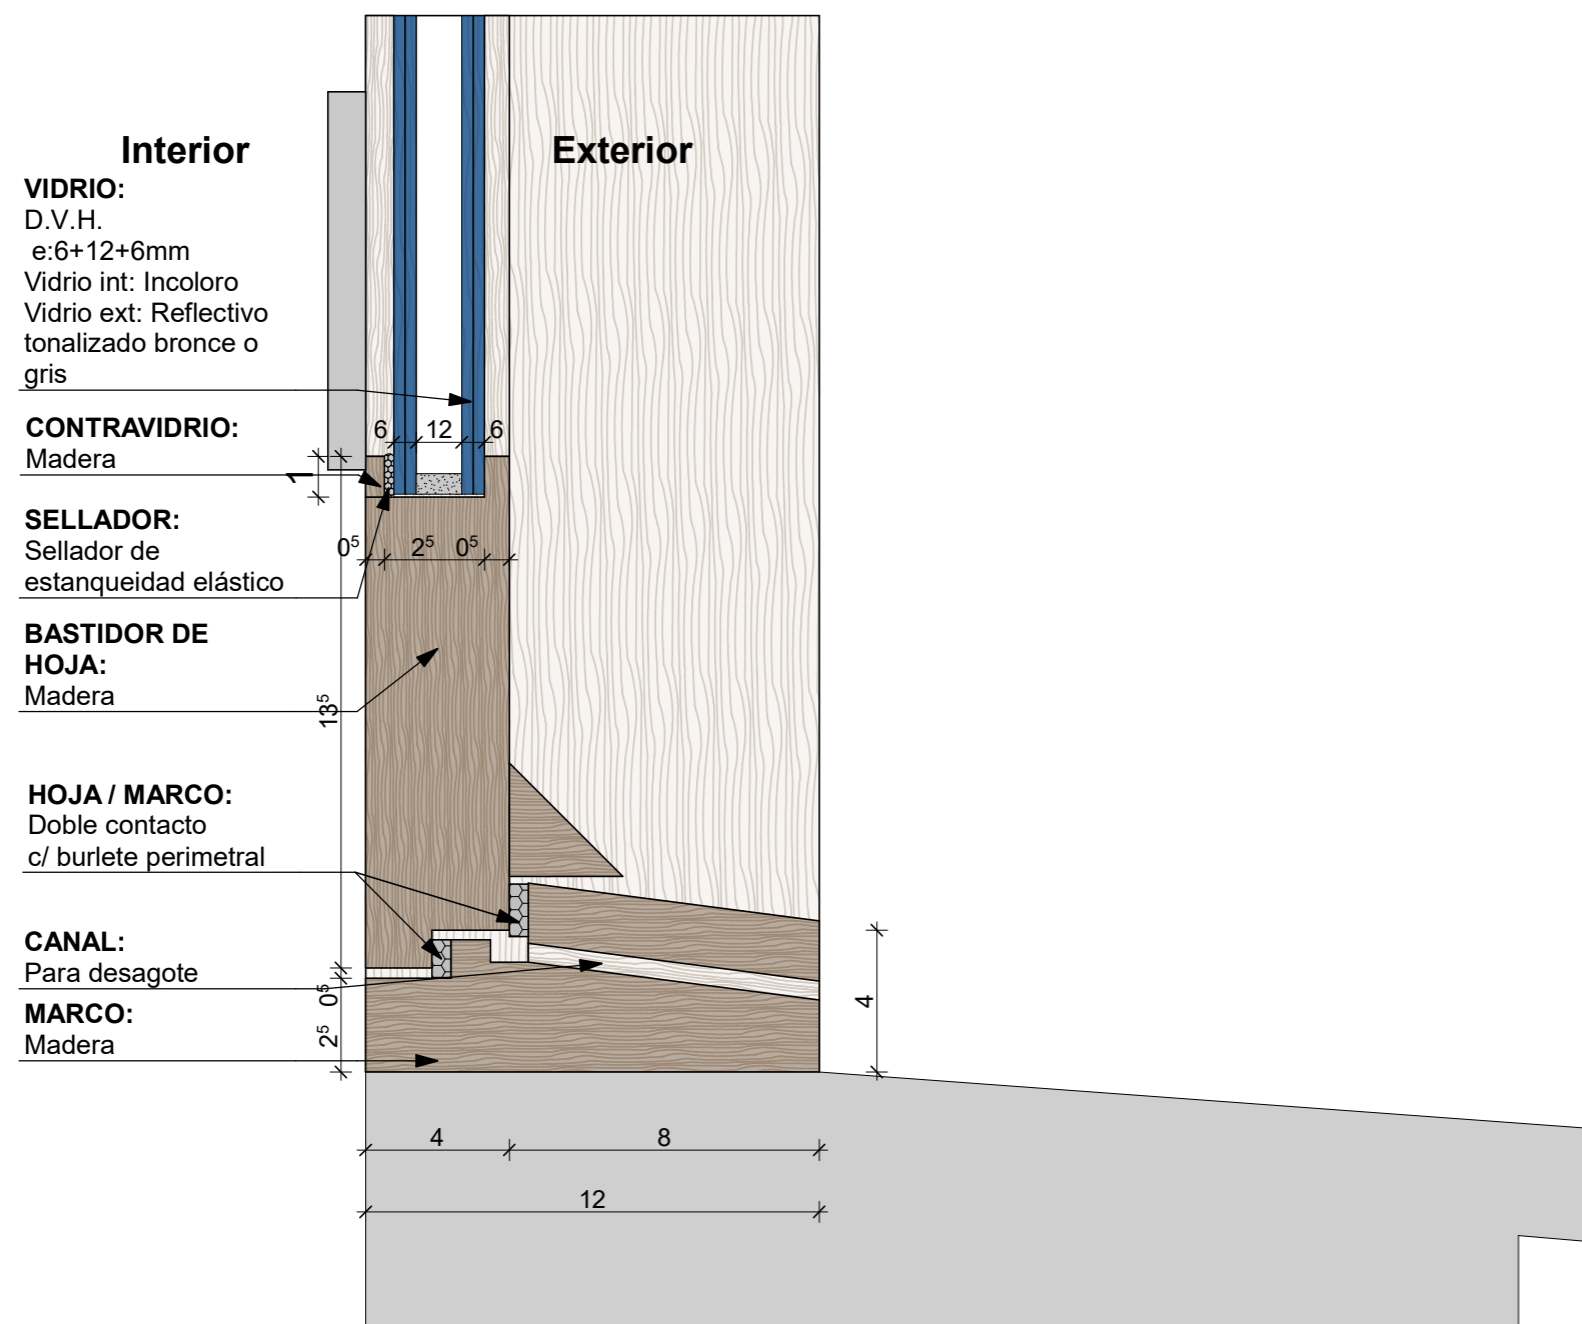 Interior
Exterior
VIDRIO:
D.V.H.
e:6+12+6mm
Vidrio int: Incoloro
Vidrio ext: Reflectivo
tonalizado bronce o
gris
CONTRAVIDRIO:
Madera
SELLADOR:
Sellador de
estanqueidad elástico
BASTIDOR DE
HOJA:
Madera
HOJA / MARCO:
Doble contacto
c/ burlete perimetral
CANAL:
Para desagote
MARCO:
Madera
6 12 6
1
0⁵ 2⁵ 0⁵
13⁵
0⁵
2⁵
4
4 8
12